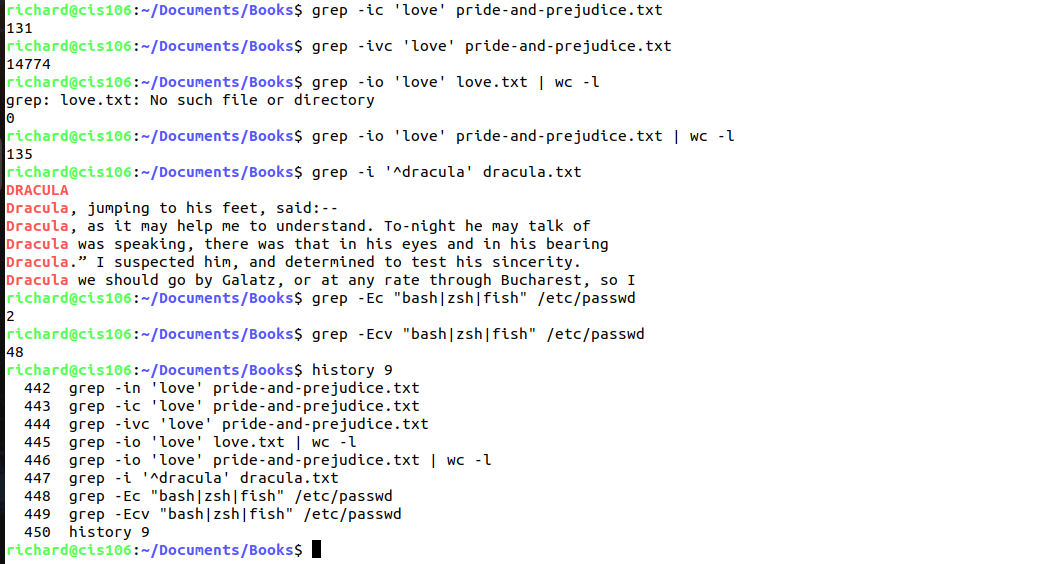 richard@cis106:~/Documents/Books$ grep -ic 'love' pride-and-prejudice.txt
131
richard@cis106:~/Documents/Books$ grep -ivc 'love' pride-and-prejudice.txt
14774
richard@cis106:~/Documents/Books$ grep -io 'love' love.txt | wc -l
grep: love.txt: No such file or directory
0
richard@cis106:~/Documents/Books$ grep -io 'love' pride-and-prejudice.txt | wc -l
135
richard@cis106:~/Documents/Books$ grep -i '^dracula' dracula.txt
DRACULA
Dracula, jumping to his feet, said:--
Dracula, as it may help me to understand. To-night he may talk of
Dracula was speaking, there was that in his eyes and in his bearing
Dracula.” I suspected him, and determined to test his sincerity.
Dracula we should go by Galatz, or at any rate through Bucharest, so I
richard@cis106:~/Documents/Books$ grep -Ec "bash|zsh|fish" /etc/passwd
2
richard@cis106:~/Documents/Books$ grep -Ecv "bash|zsh|fish" /etc/passwd
48
richard@cis106:~/Documents/Books$ history 9
  442  grep -in 'love' pride-and-prejudice.txt
  443  grep -ic 'love' pride-and-prejudice.txt
  444  grep -ivc 'love' pride-and-prejudice.txt
  445  grep -io 'love' love.txt | wc -l
  446  grep -io 'love' pride-and-prejudice.txt | wc -l
  447  grep -i '^dracula' dracula.txt
  448  grep -Ec "bash|zsh|fish" /etc/passwd
  449  grep -Ecv "bash|zsh|fish" /etc/passwd
  450  history 9
richard@cis106:~/Documents/Books$